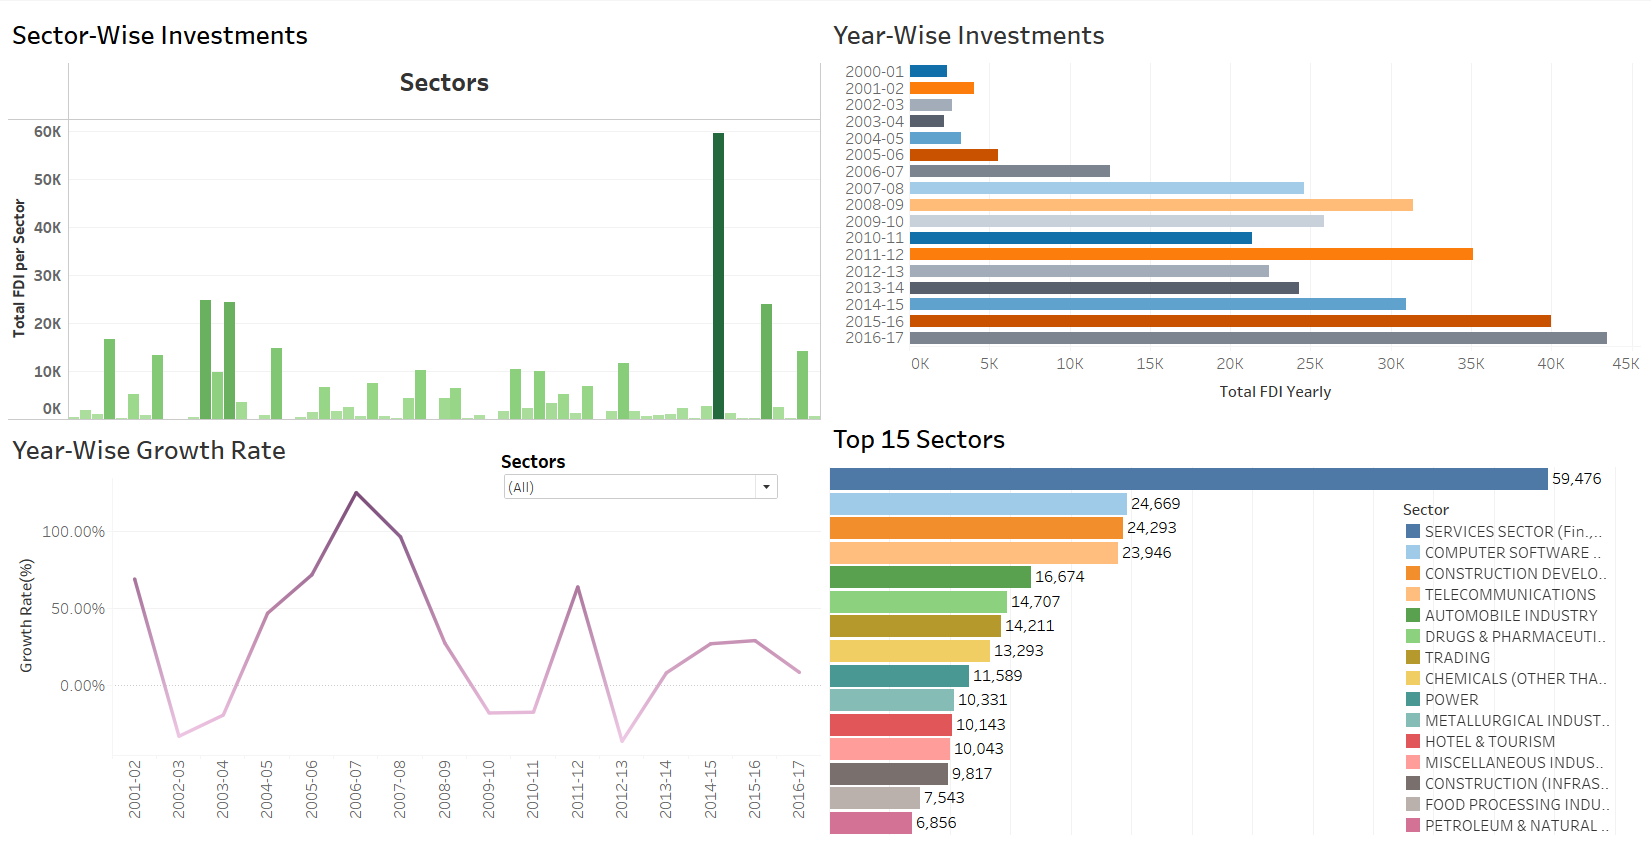 Sector-Wise Investments
Sectors
Total FDI per Sector
60K
50K
40K
30K
20K
10K
0K
Year-Wise Investments
2000-01
2001-02
2002-03
2003-04
2004-05
2005-06
2006-07
2007-08
2008-09
2009-10
2010-11
2011-12
2012-13
2013-14
2014-15
2015-16
2016-17
0K 5K 10K 15K 20K 25K 30K 35K 40K 45K
Total FDI Yearly
Year-Wise Growth Rate
Sectors
(All)
Growth Rate(%)
100.00%
50.00%
0.00%
2001-02 2002-03 2003-04 2004-05 2005-06 2006-07 2007-08 2008-09 2009-10 2010-11 2011-12 2012-13 2013-14 2014-15 2015-16 2016-17
Top 15 Sectors
59,476
24,669
24,293
23,946
16,674
14,707
14,211
13,293
11,589
10,331
10,143
10,043
9,817
7,543
6,856
Sector
SERVICES SECTOR (Fin.,..
COMPUTER SOFTWARE ..
CONSTRUCTION DEVELO..
TELECOMMUNICATIONS
AUTOMOBILE INDUSTRY
DRUGS & PHARMACEUTI..
TRADING
CHEMICALS (OTHER THA..
POWER
METALLURGICAL INDUST..
HOTEL & TOURISM
MISCELLANEOUS INDUS..
CONSTRUCTION (INFRAS..
FOOD PROCESSING INDU..
PETROLEUM & NATURAL ..